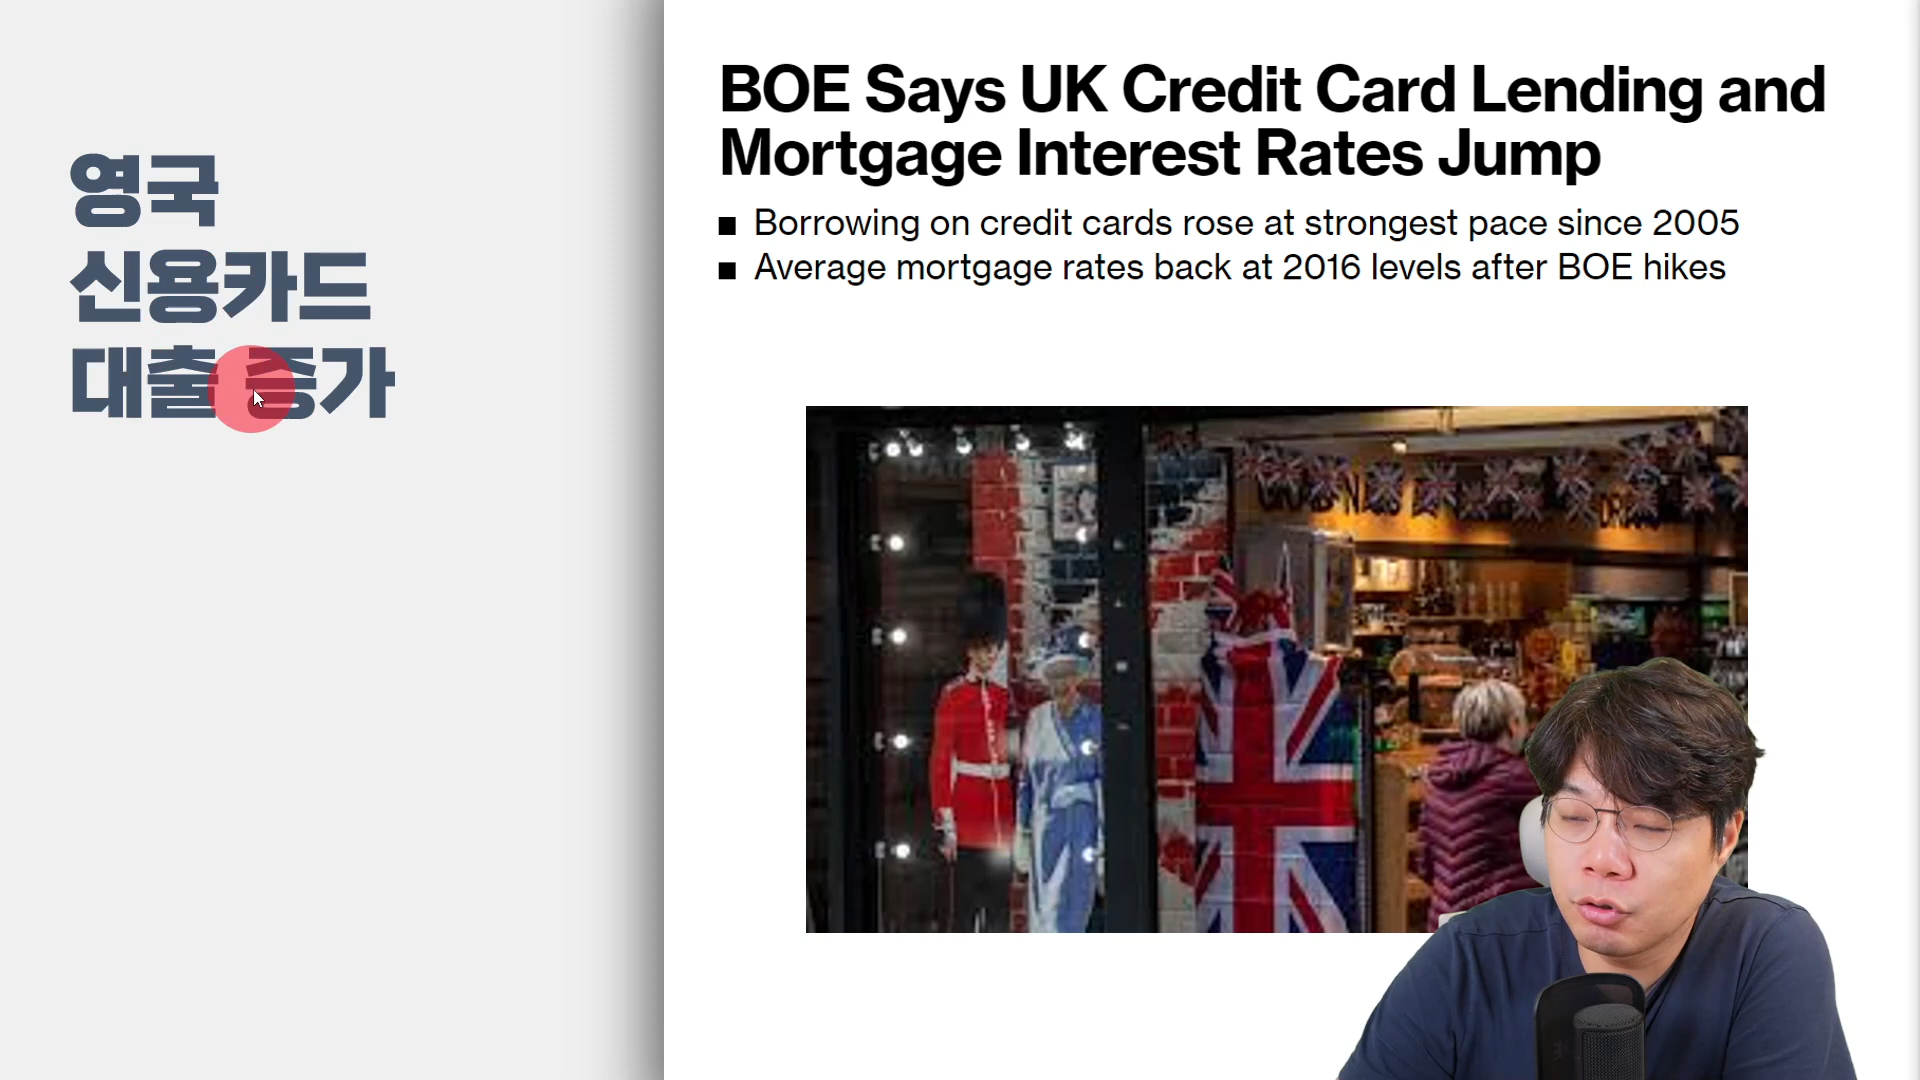 영국
신용카드
대출 증가
BOE Says UK Credit Card Lending and
Mortgage Interest Rates Jump
■ Borrowing on credit cards rose at strongest pace since 2005
■ Average mortgage rates back at 2016 levels after BOE hikes